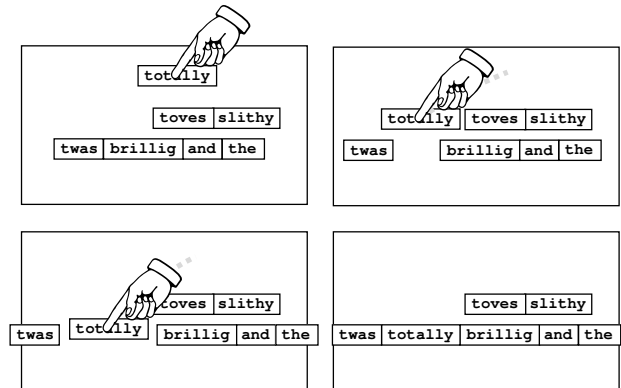 totally
toves slithy
twas brillig and the
totally toves slithy
twas brillig and the
toves slithy
twas totally brillig and the
toves slithy
twas totally brillig and the